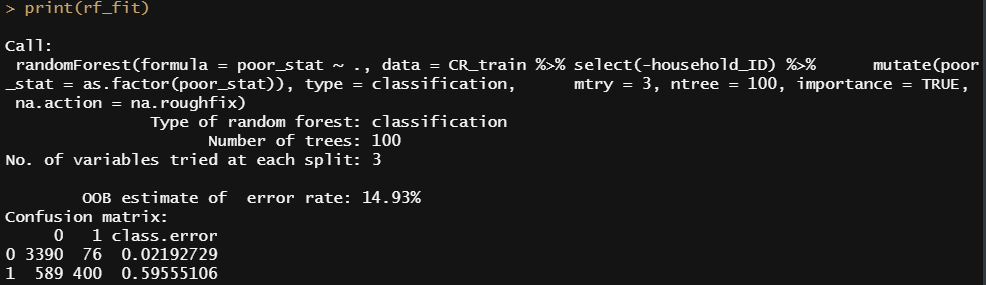 > print(rf_fit)
Call:
 randomForest(formula = poor_stat ~ ., data = CR_train %>% select(-household_ID) %>%      mutate(poor
_stat = as.factor(poor_stat)), type = classification,      mtry = 3, ntree = 100, importance = TRUE,
 na.action = na.roughfix)
               Type of random forest: classification
                     Number of trees: 100
No. of variables tried at each split: 3
        OOB estimate of  error rate: 14.93%
Confusion matrix:
     0   1 class.error
0 3390  76  0.02192729
1  589 400  0.59555106